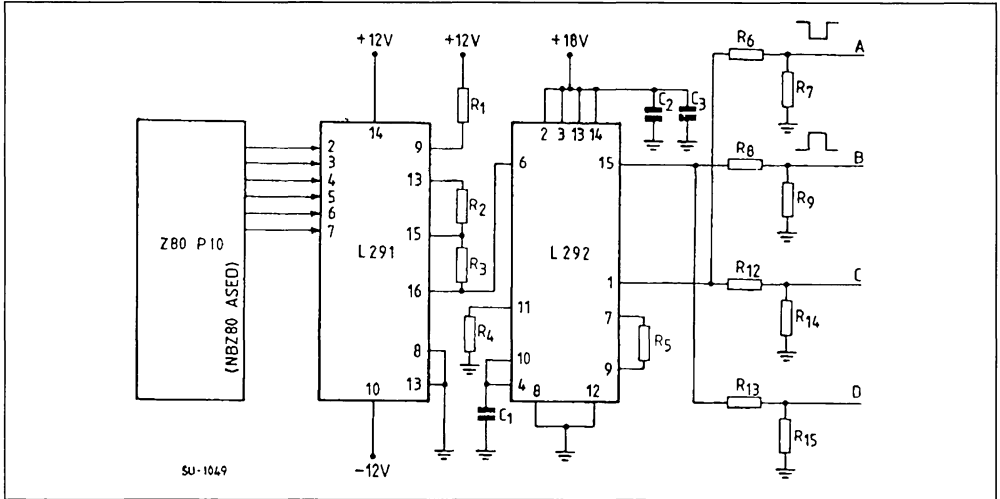 +12V
+12V
+18V
R6
A
R7
R1
C2
C3
2 3 13 14
14
2
3
4
5
6
7
9
13
15
16
8
13
10
Z80 P10
(NBZ80 ASED)
L291
R2
R3
-12V
6
15
R8
B
R9
L292
1
R12
C
R14
11
7
R4
R5
10
9
4
8
12
C1
R13
D
R15
SU-1049